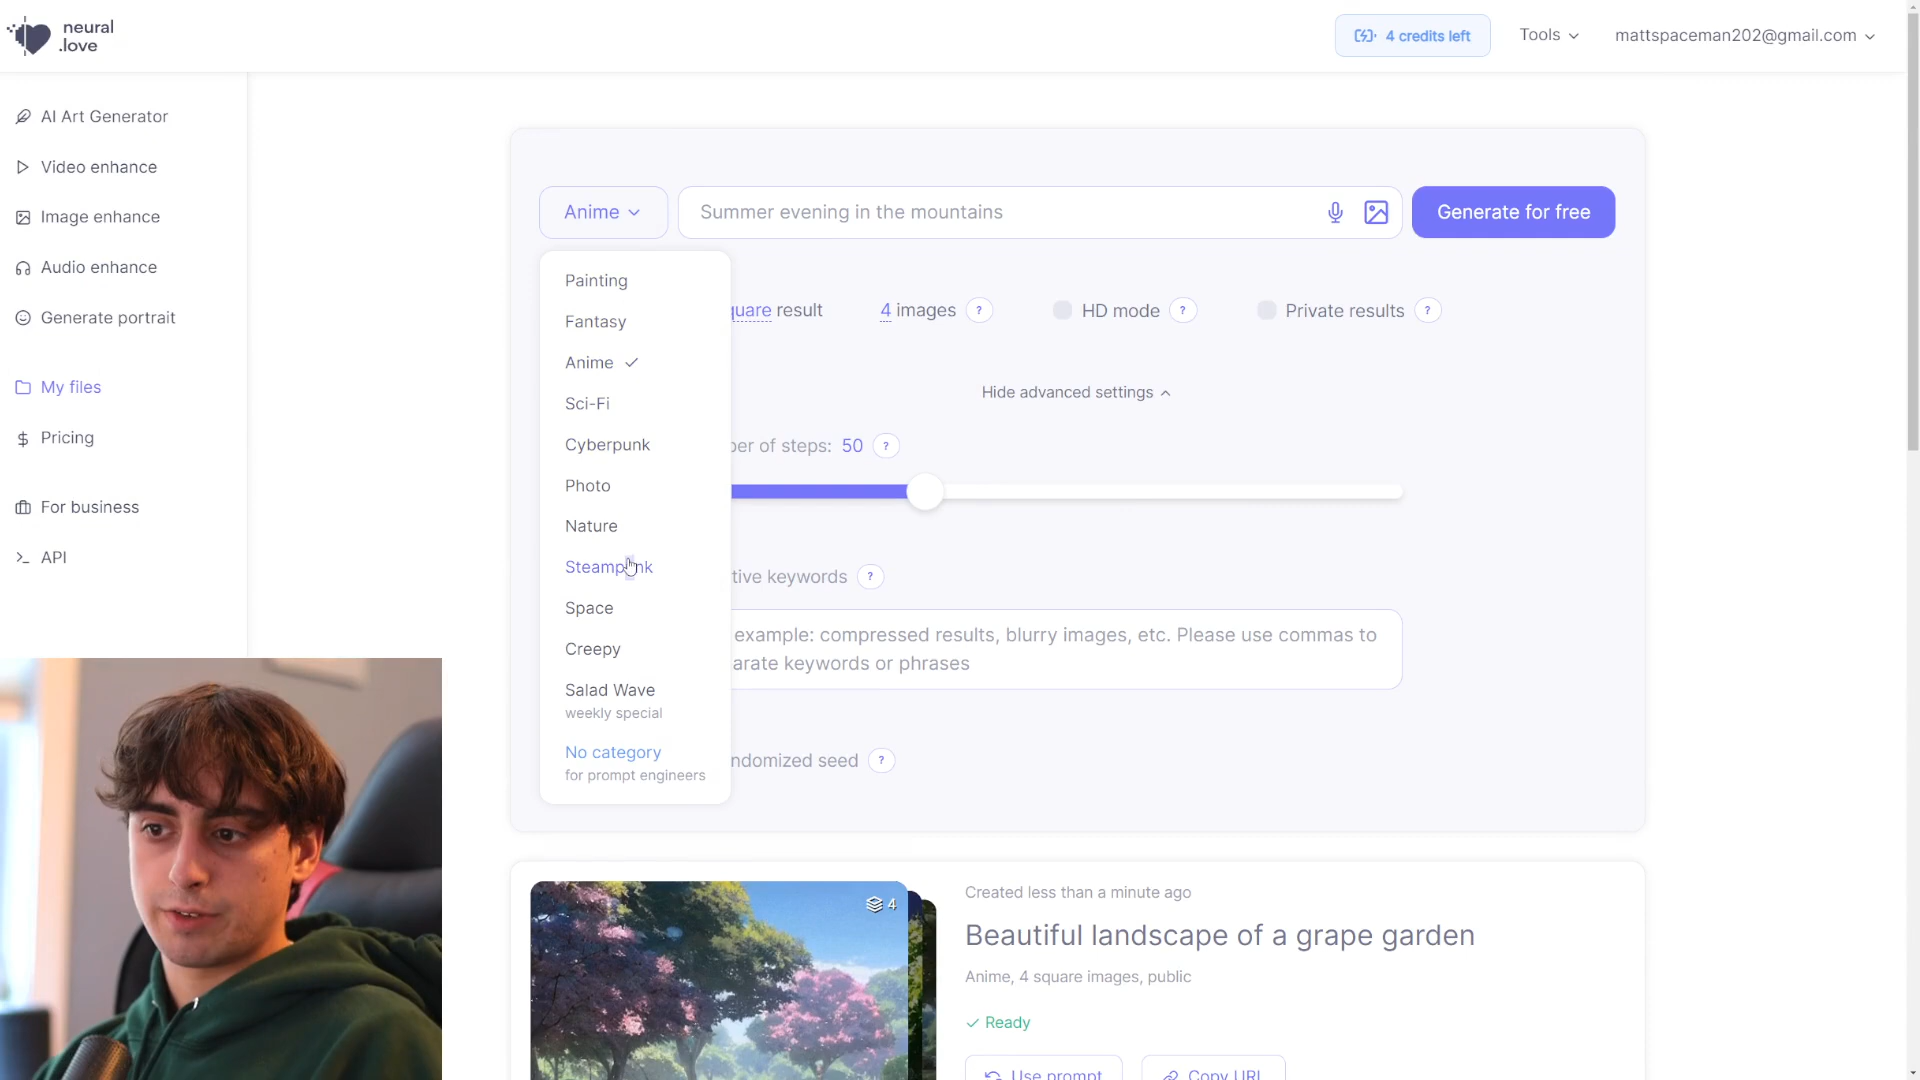 neural
.love
4 credits left
Tools
mattspaceman202@gmail.com
AI Art Generator
Video enhance
Image enhance
Audio enhance
Generate portrait
My files
Pricing
For business
API
Anime
Summer evening in the mountains
Generate for free
Painting
Fantasy
Anime
Sci-Fi
Cyberpunk
Photo
Nature
Steampunk
Space
Creepy
Salad Wave
weekly special
No category
for prompt engineers
quare result
4 images ?
HD mode ?
Private results ?
Hide advanced settings
ber of steps: 50 ?
tive keywords ?
example: compressed results, blurry images, etc. Please use commas to
arate keywords or phrases
ndomized seed ?
4
Created less than a minute ago
Beautiful landscape of a grape garden
Anime, 4 square images, public
Ready
Use prompt
Copy URL